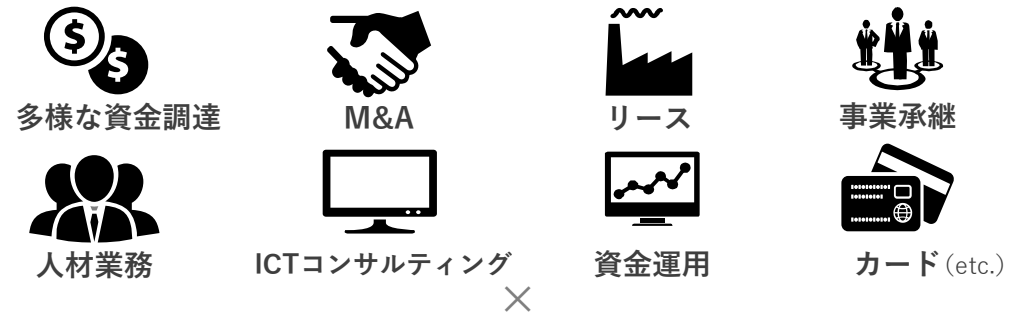 多様な資金調達
M&A
リース
事業承継
人材業務
ICTコンサルティング
資金運用
カード(etc.)
×